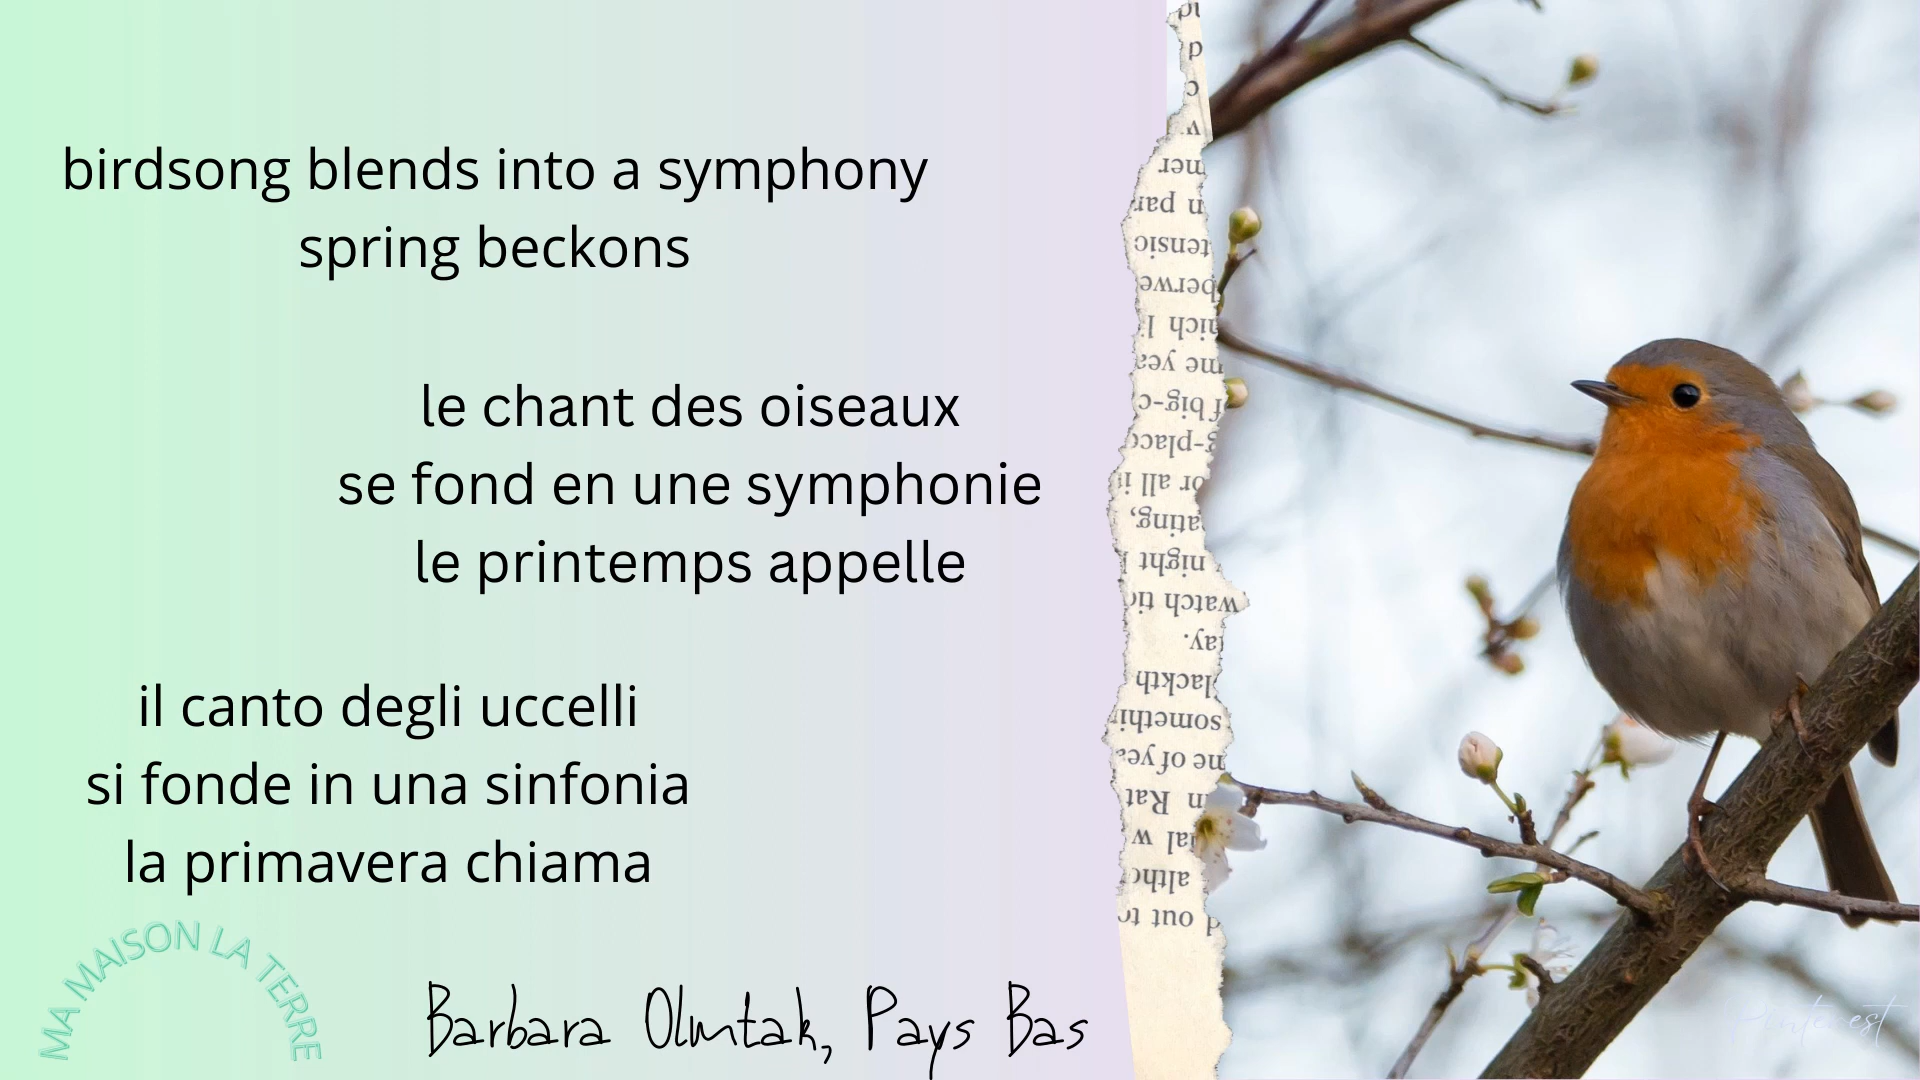 birdsong blends into a symphony
spring beckons
le chant des oiseaux
se fond en une symphonie
le printemps appelle
il canto degli uccelli
si fonde in una sinfonia
la primavera chiama
MA MAISON LA TERRE
Barbara Olmtak, Pays Bas